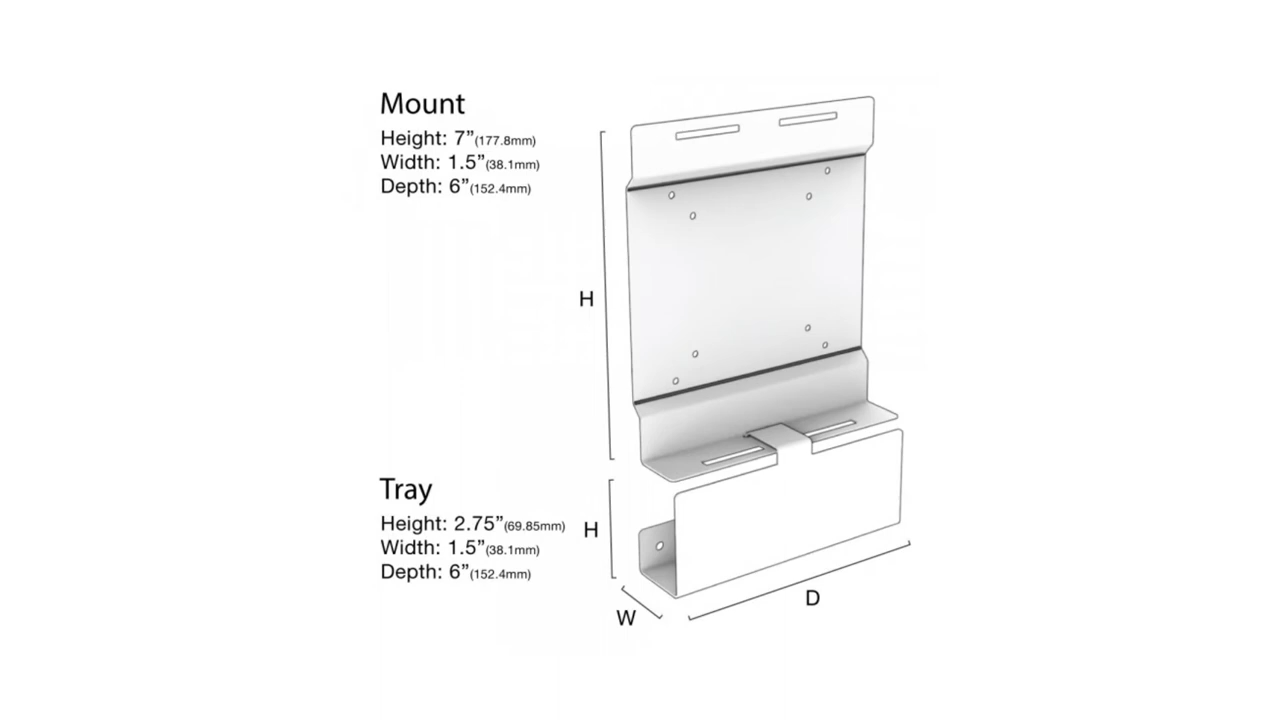 Mount
Height: 7”(177.8mm)
Width: 1.5”(38.1mm)
Depth: 6”(152.4mm)
H
Tray
Height: 2.75”(69.85mm)
Width: 1.5”(38.1mm)
Depth: 6”(152.4mm)
H
W
D